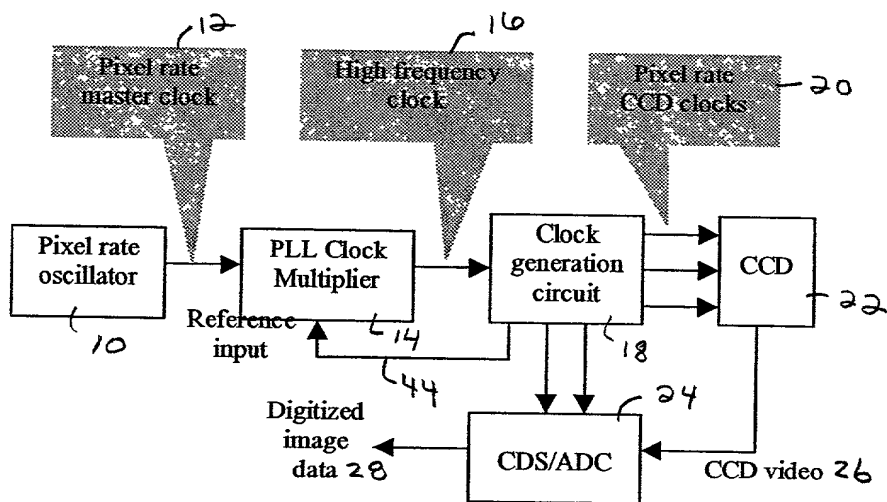 12
16
Pixel rate
master clock
High frequency
clock
Pixel rate
CCD clocks
20
Pixel rate
oscillator
PLL Clock
Multiplier
Clock
generation
circuit
CCD
22
10
Reference
input
14
18
44
24
Digitized
image
data 28
CDS/ADC
CCD video 26